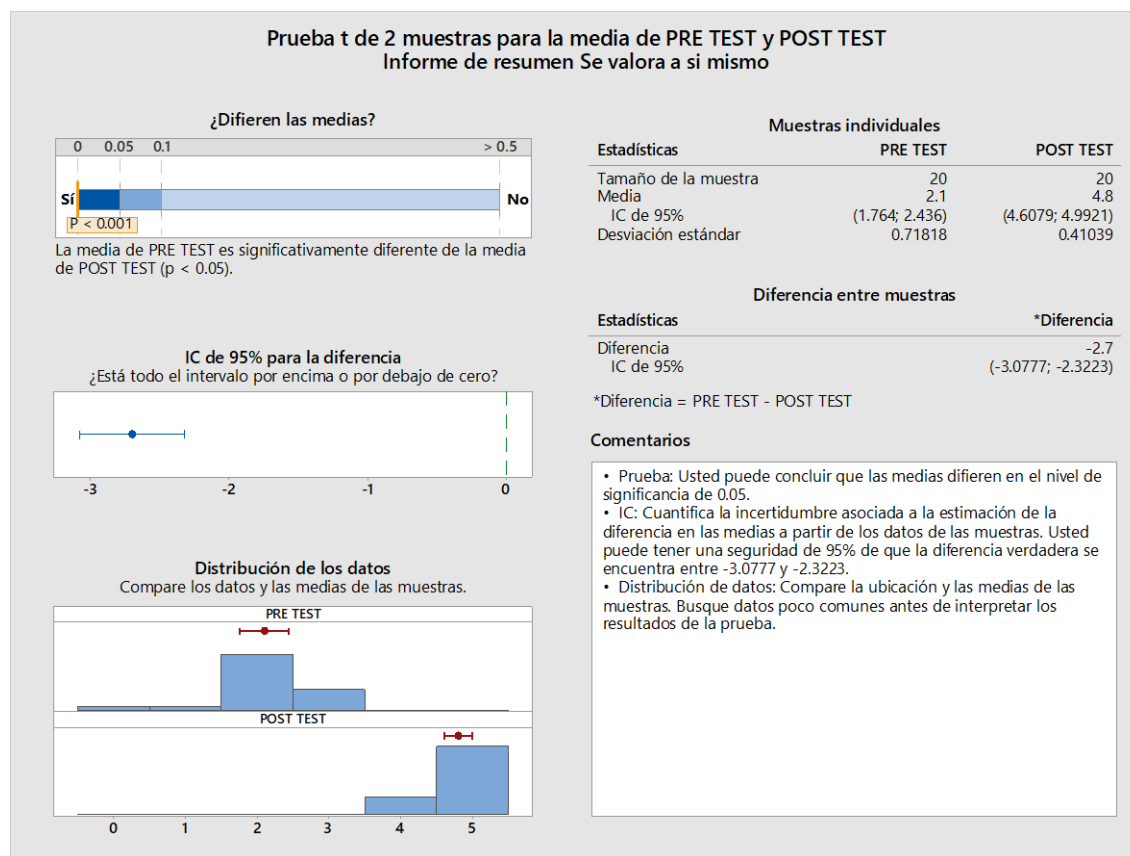 Prueba t de 2 muestras para la media de PRE TEST y POST TEST
Informe de resumen Se valora a si mismo
¿Difieren las medias?
0 0.05 0.1 > 0.5
Sí No
P < 0.001
La media de PRE TEST es significativamente diferente de la media
de POST TEST (p < 0.05).
IC de 95% para la diferencia
¿Está todo el intervalo por encima o por debajo de cero?
-3 -2 -1 0
Distribución de los datos
Compare los datos y las medias de las muestras.
PRE TEST
POST TEST
0 1 2 3 4 5
Muestras individuales
Estadísticas PRE TEST POST TEST
Tamaño de la muestra 20 20
Media 2.1 4.8
IC de 95% (1.764; 2.436) (4.6079; 4.9921)
Desviación estándar 0.71818 0.41039
Diferencia entre muestras
Estadísticas *Diferencia
Diferencia -2.7
IC de 95% (-3.0777; -2.3223)
*Diferencia = PRE TEST - POST TEST
Comentarios
• Prueba: Usted puede concluir que las medias difieren en el nivel de
significancia de 0.05.
• IC: Cuantifica la incertidumbre asociada a la estimación de la
diferencia en las medias a partir de los datos de las muestras. Usted
puede tener una seguridad de 95% de que la diferencia verdadera se
encuentra entre -3.0777 y -2.3223.
• Distribución de datos: Compare la ubicación y las medias de las
muestras. Busque datos poco comunes antes de interpretar los
resultados de la prueba.